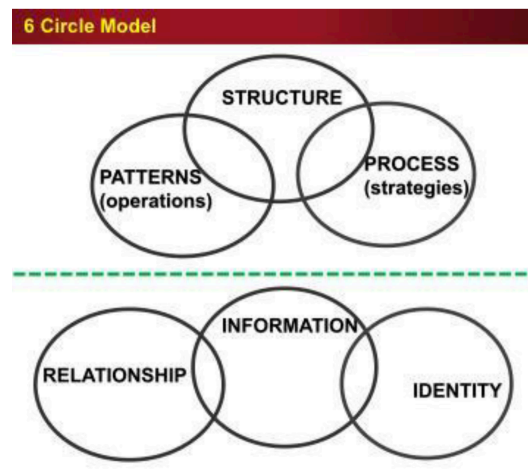 6 Circle Model
STRUCTURE
PATTERNS
(operations)
PROCESS
(strategies)
INFORMATION
RELATIONSHIP
IDENTITY